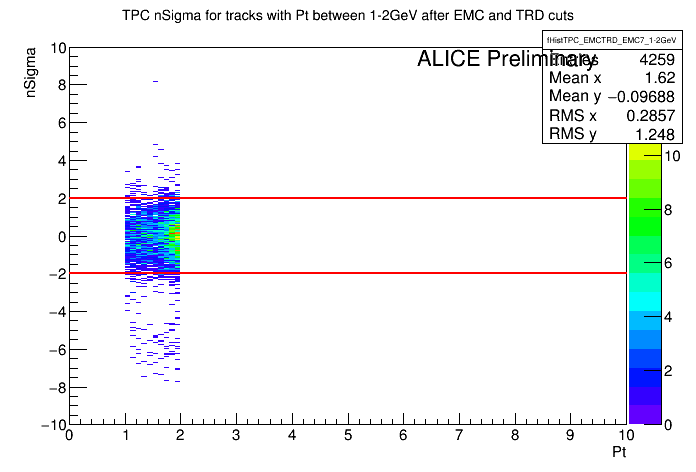 TPC nSigma for tracks with Pt between 1-2GeV after EMC and TRD cuts
fHistTPC_EMCTRD_EMC7_1-2GeV
ALICE Preliminary
Entries 4259
Mean x 1.62
Mean y −0.09688
RMS x 0.2857
RMS y 1.248
nSigma
10
8
6
4
2
0
−2
−4
−6
−8
−10
0 1 2 3 4 5 6 7 8 9 10
Pt
10
8
6
4
2
0